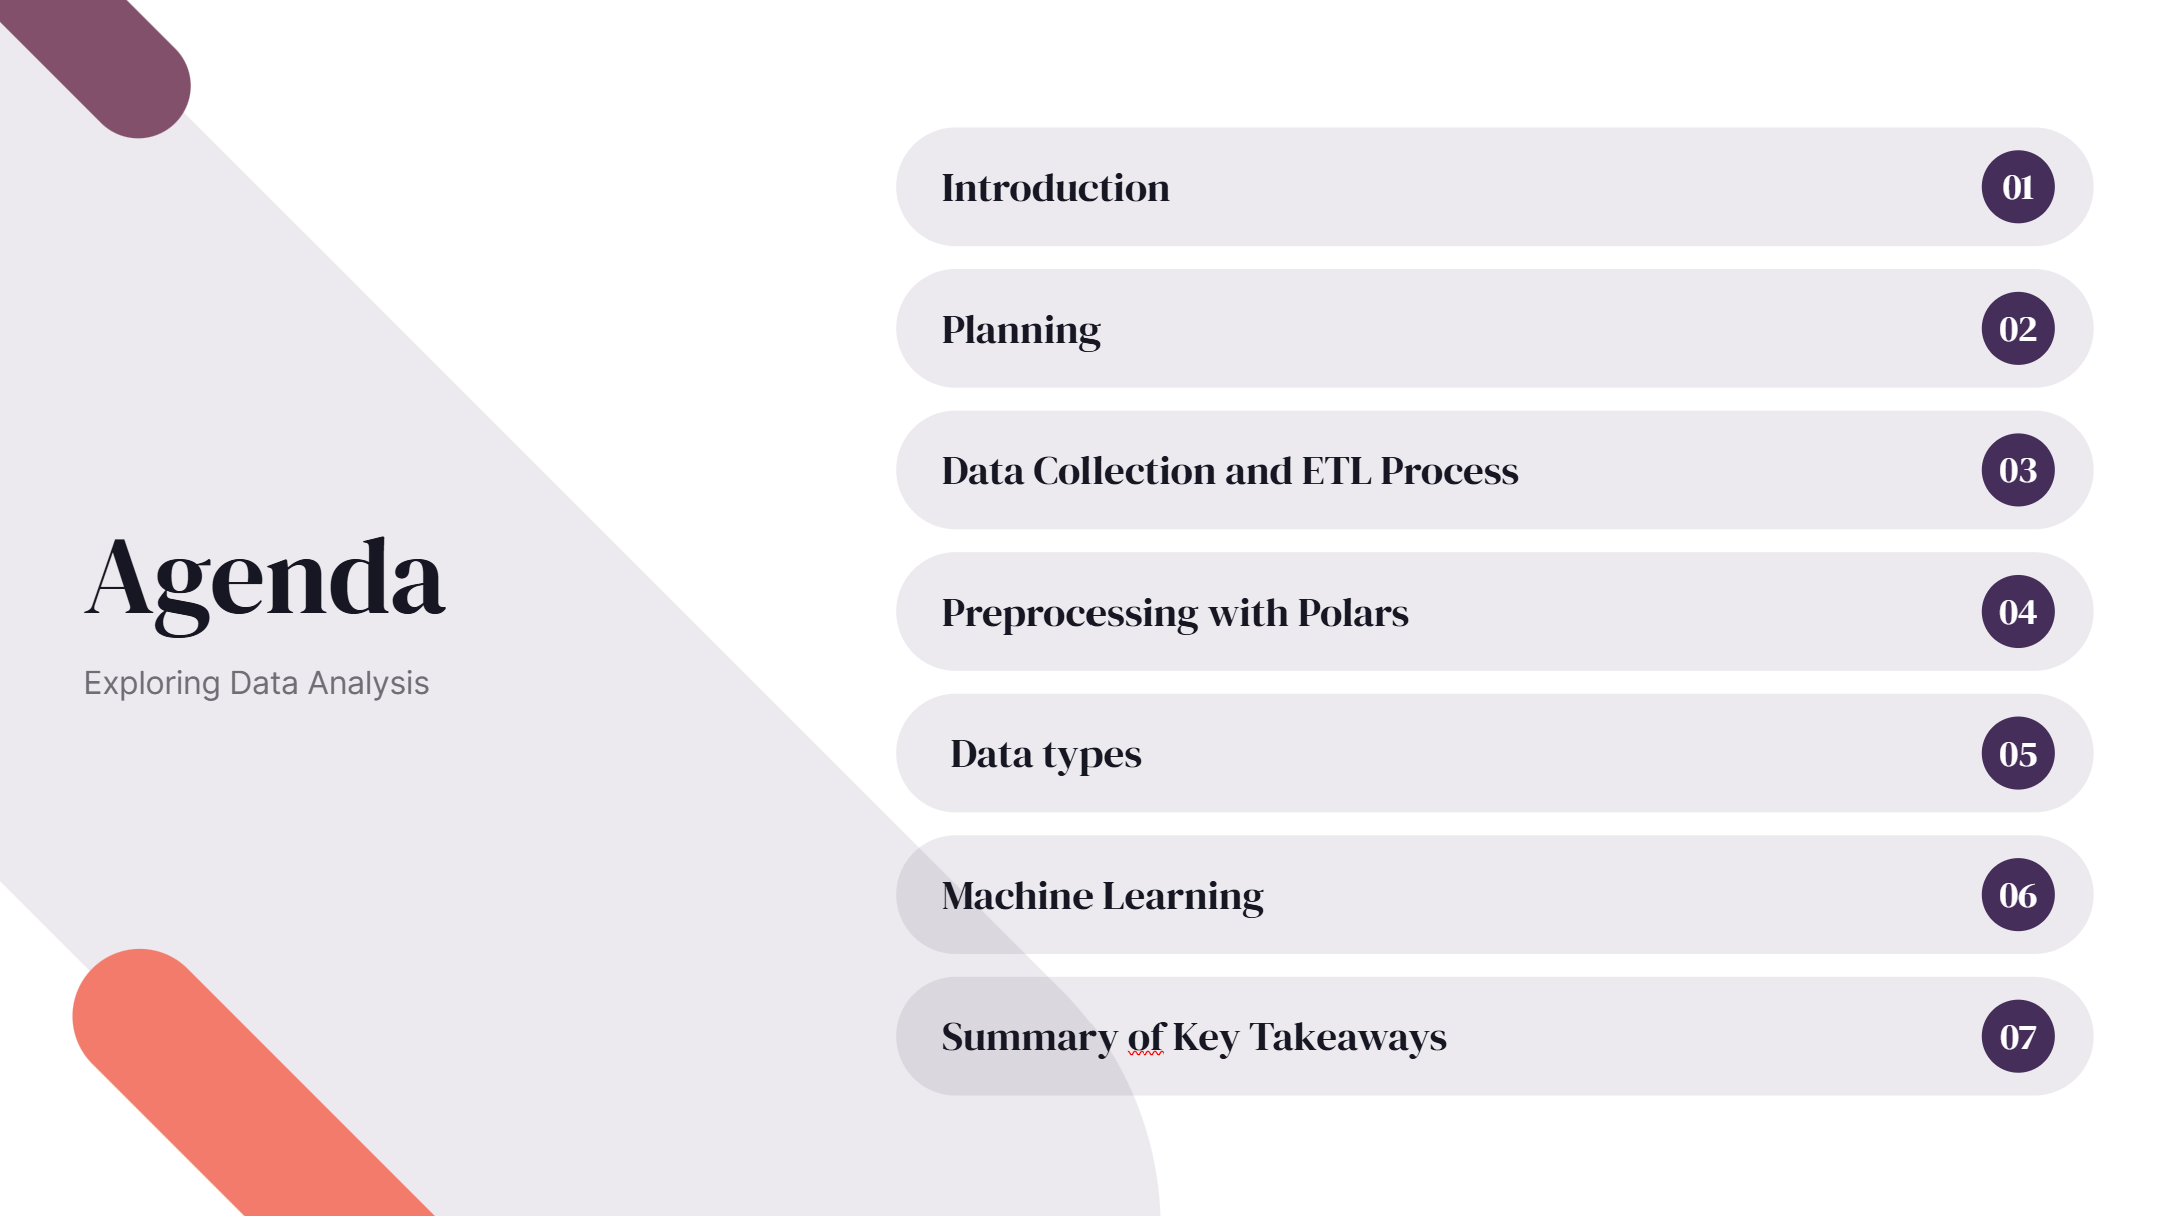 Agenda
Exploring Data Analysis
Introduction 01
Planning 02
Data Collection and ETL Process 03
Preprocessing with Polars 04
Data types 05
Machine Learning 06
Summary of Key Takeaways 07